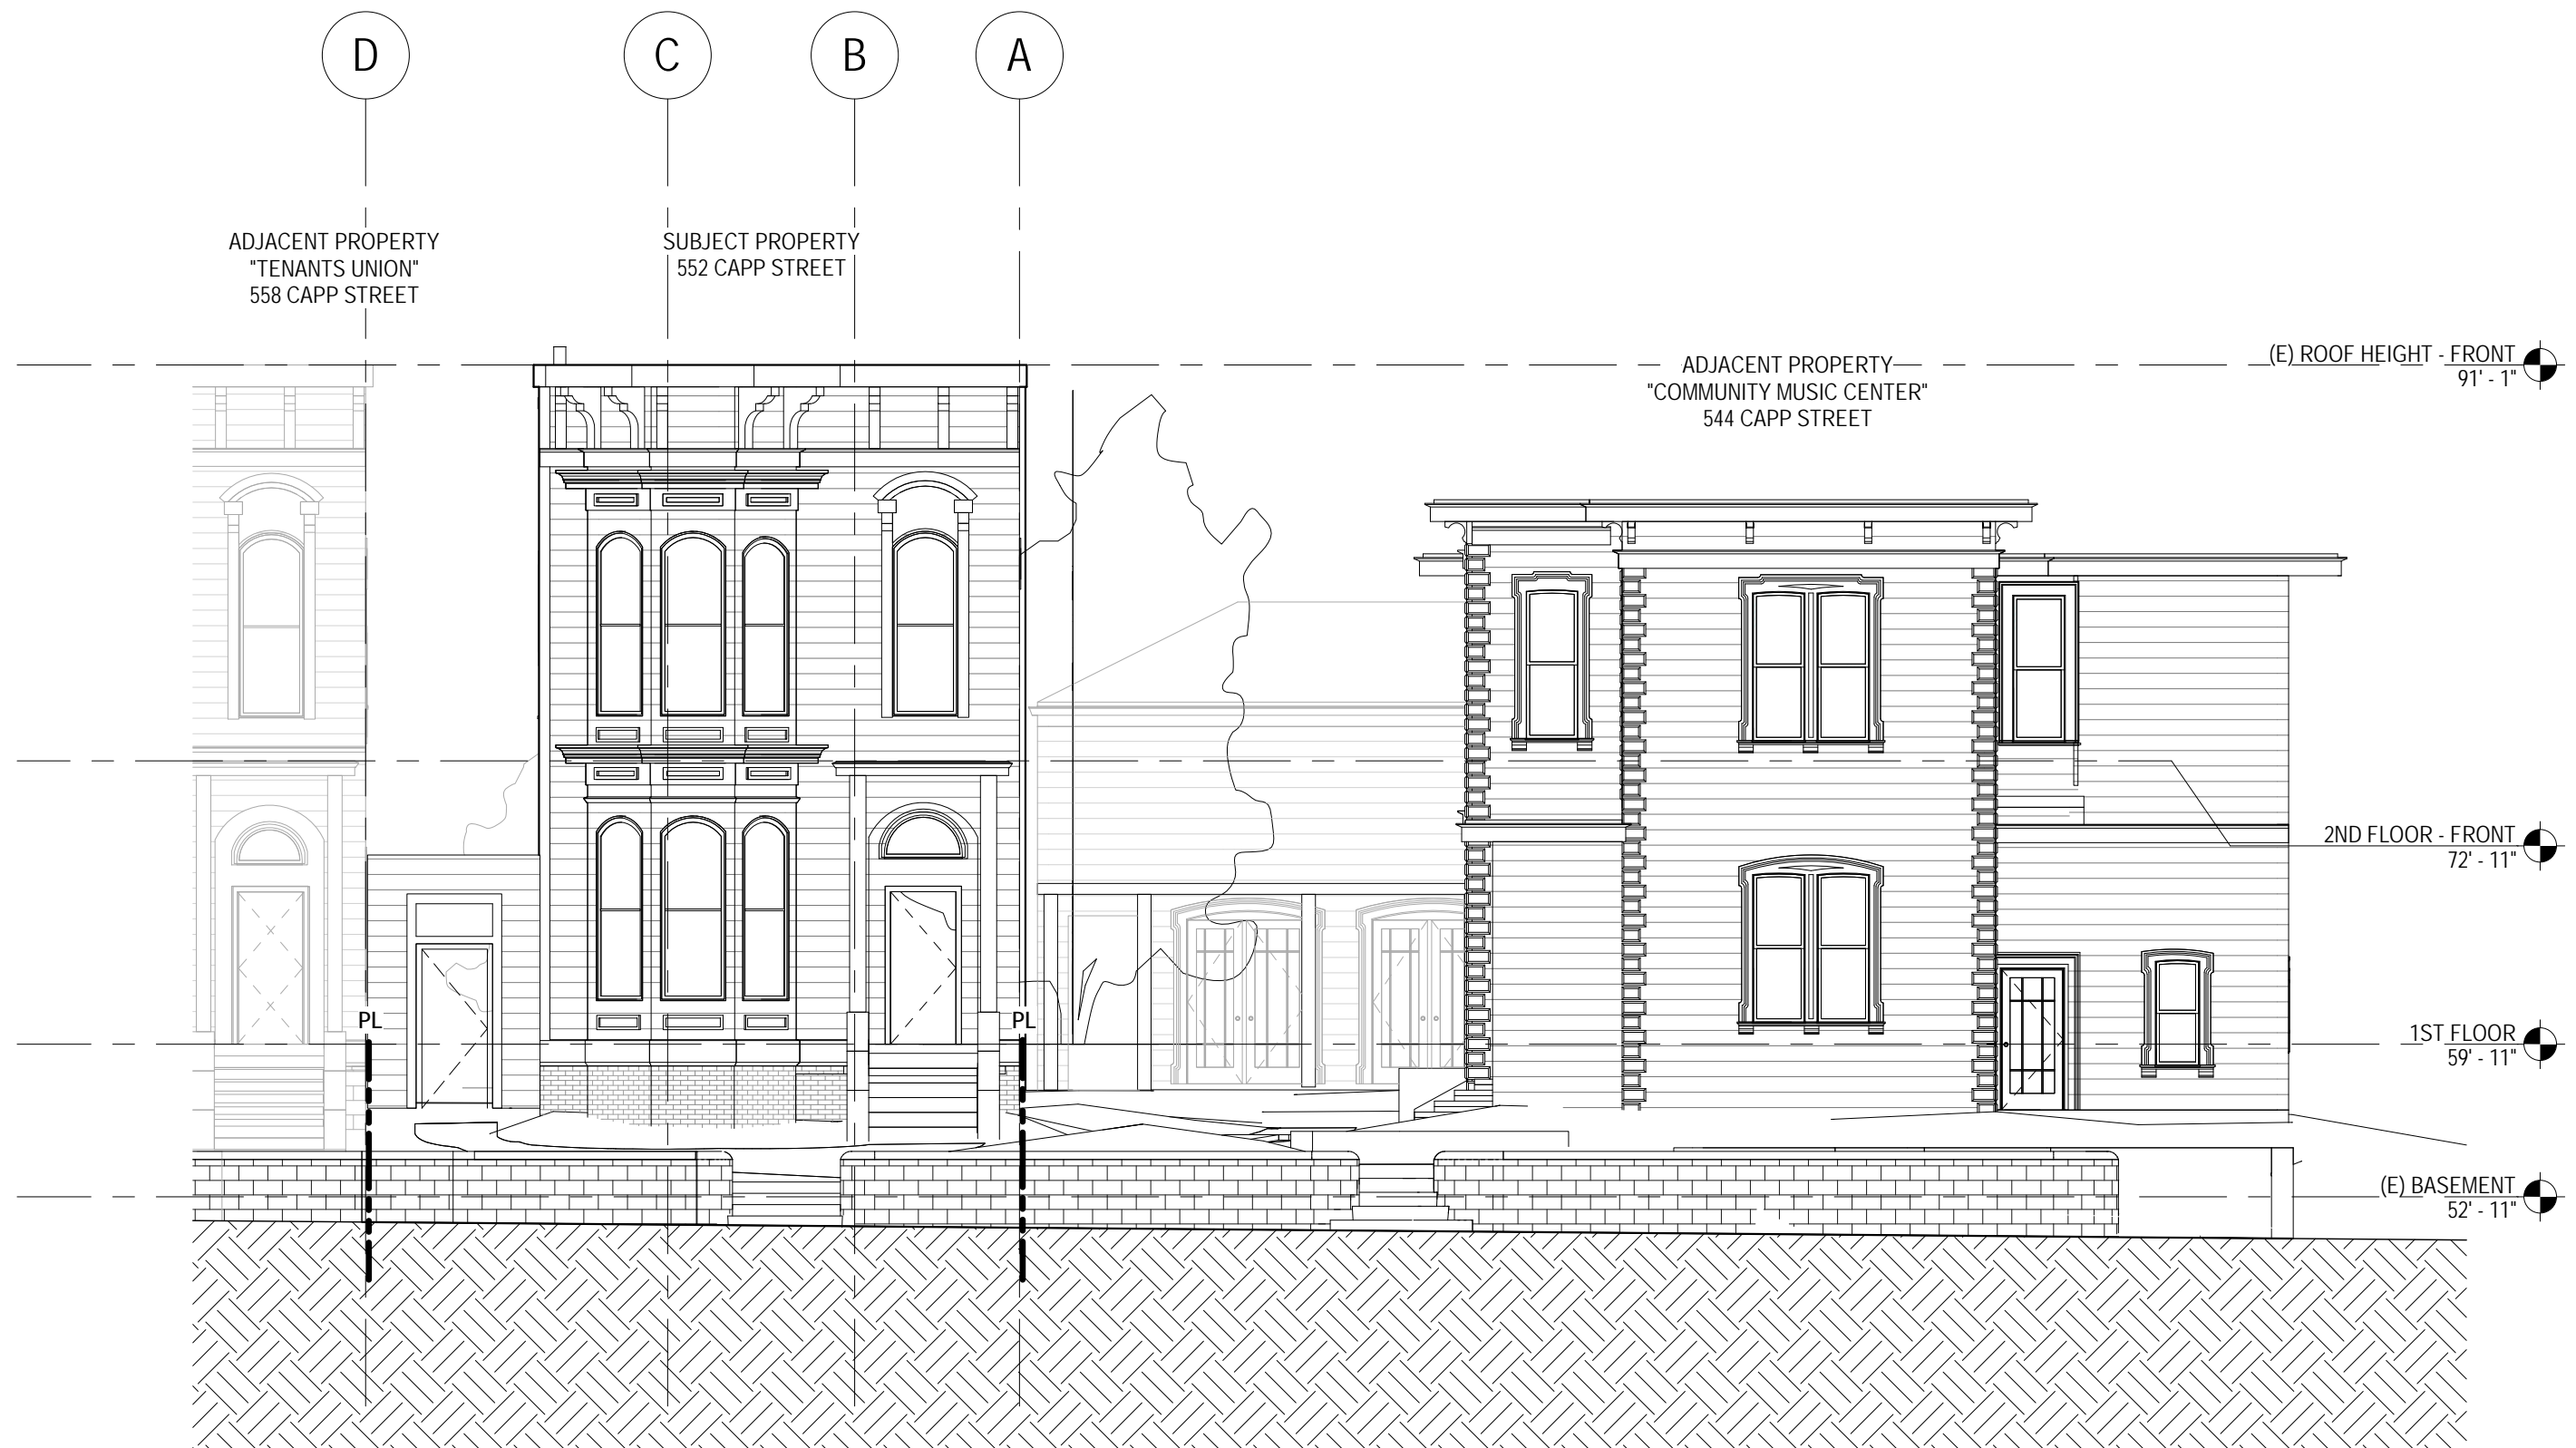 D
C
B
A
ADJACENT PROPERTY
"TENANTS UNION"
558 CAPP STREET
SUBJECT PROPERTY
552 CAPP STREET
ADJACENT PROPERTY
"COMMUNITY MUSIC CENTER"
544 CAPP STREET
(E) ROOF HEIGHT - FRONT
91' - 1"
2ND FLOOR - FRONT
72' - 11"
PL
PL
1ST FLOOR
59' - 11"
(E) BASEMENT
52' - 11"